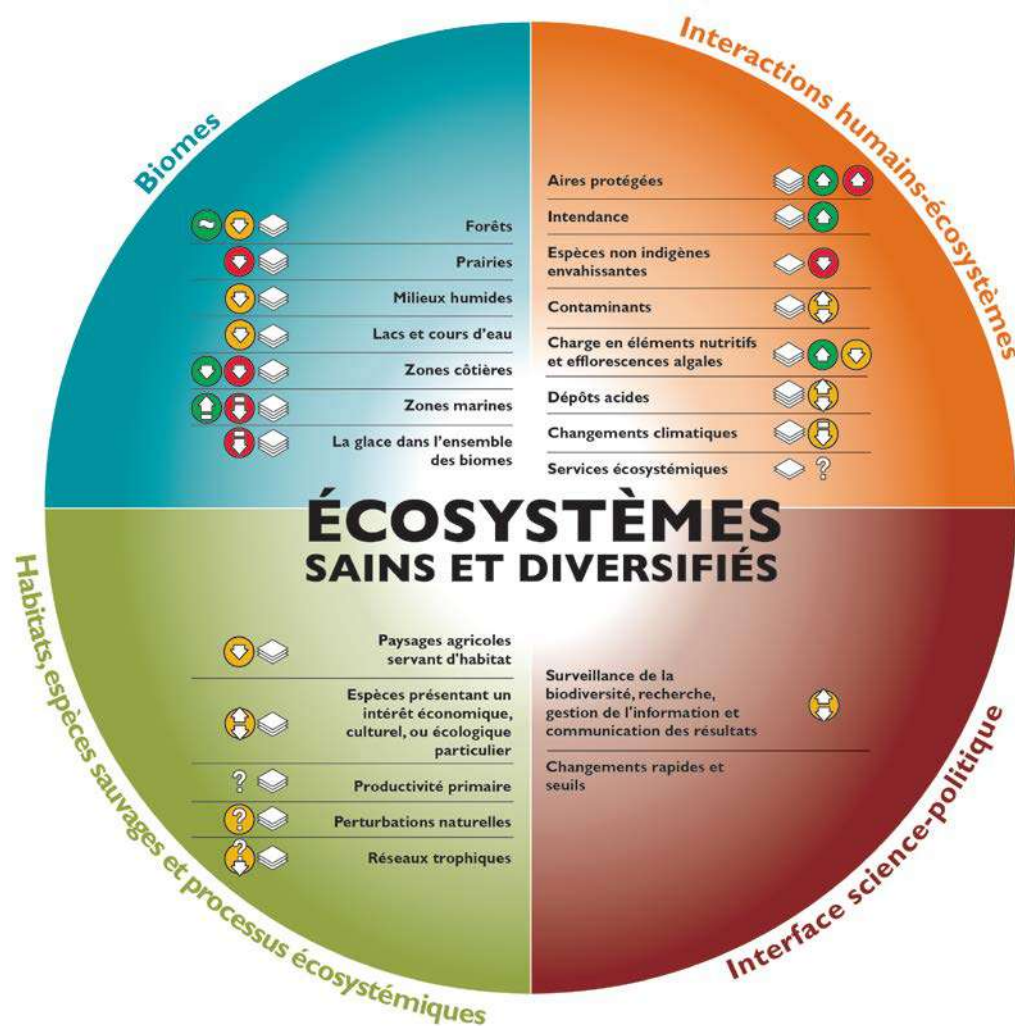 Biomes
Forêts
Prairies
Milieux humides
Lacs et cours d'eau
Zones côtières
Zones marines
La glace dans l'ensemble
des biomes
Interactions humains-écosystèmes
Aires protégées
Intendance
Espèces non indigènes
envahissantes
Contaminants
Charge en éléments nutritifs
et efflorescences algales
Dépôts acides
Changements climatiques
Services écosystémiques
?
ÉCOSYSTÈMES
SAINS ET DIVERSIFIÉS
Habitats, espèces sauvages et processus écosystémiques
Paysages agricoles
servant d'habitat
Espèces présentant un
intérêt économique,
culturel, ou écologique
particulier
? Productivité primaire
? Perturbations naturelles
? Réseaux trophiques
Surveillance de la
biodiversité, recherche,
gestion de l'information et
communication des résultats
Changements rapides et
seuils
Interface science-politique